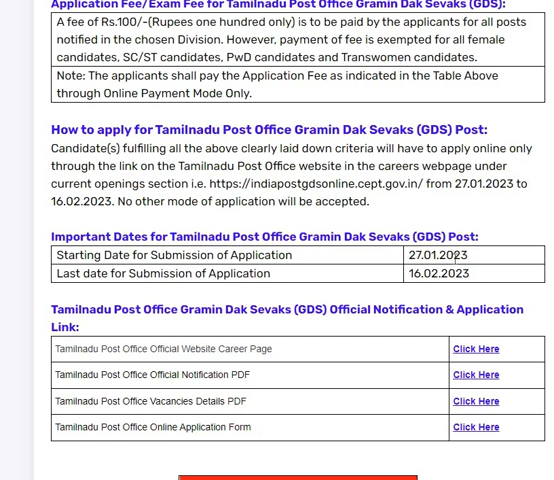 Application Fee/Exam Fee for Tamilnadu Post Office Gramin Dak Sevaks (GDS):
A fee of Rs.100/-(Rupees one hundred only) is to be paid by the applicants for all posts
notified in the chosen Division. However, payment of fee is exempted for all female
candidates, SC/ST candidates, PwD candidates and Transwomen candidates.
Note: The applicants shall pay the Application Fee as indicated in the Table Above
through Online Payment Mode Only.
How to apply for Tamilnadu Post Office Gramin Dak Sevaks (GDS) Post:
Candidate(s) fulfilling all the above clearly laid down criteria will have to apply online only
through the link on the Tamilnadu Post Office website in the careers webpage under
current openings section i.e. https://indiapostgdsonline.cept.gov.in/ from 27.01.2023 to
16.02.2023. No other mode of application will be accepted.
Important Dates for Tamilnadu Post Office Gramin Dak Sevaks (GDS) Post:
Starting Date for Submission of Application 27.01.2023
Last date for Submission of Application 16.02.2023
Tamilnadu Post Office Gramin Dak Sevaks (GDS) Official Notification & Application
Link:
Tamilnadu Post Office Official Website Career Page Click Here
Tamilnadu Post Office Official Notification PDF Click Here
Tamilnadu Post Office Vacancies Details PDF Click Here
Tamilnadu Post Office Online Application Form Click Here